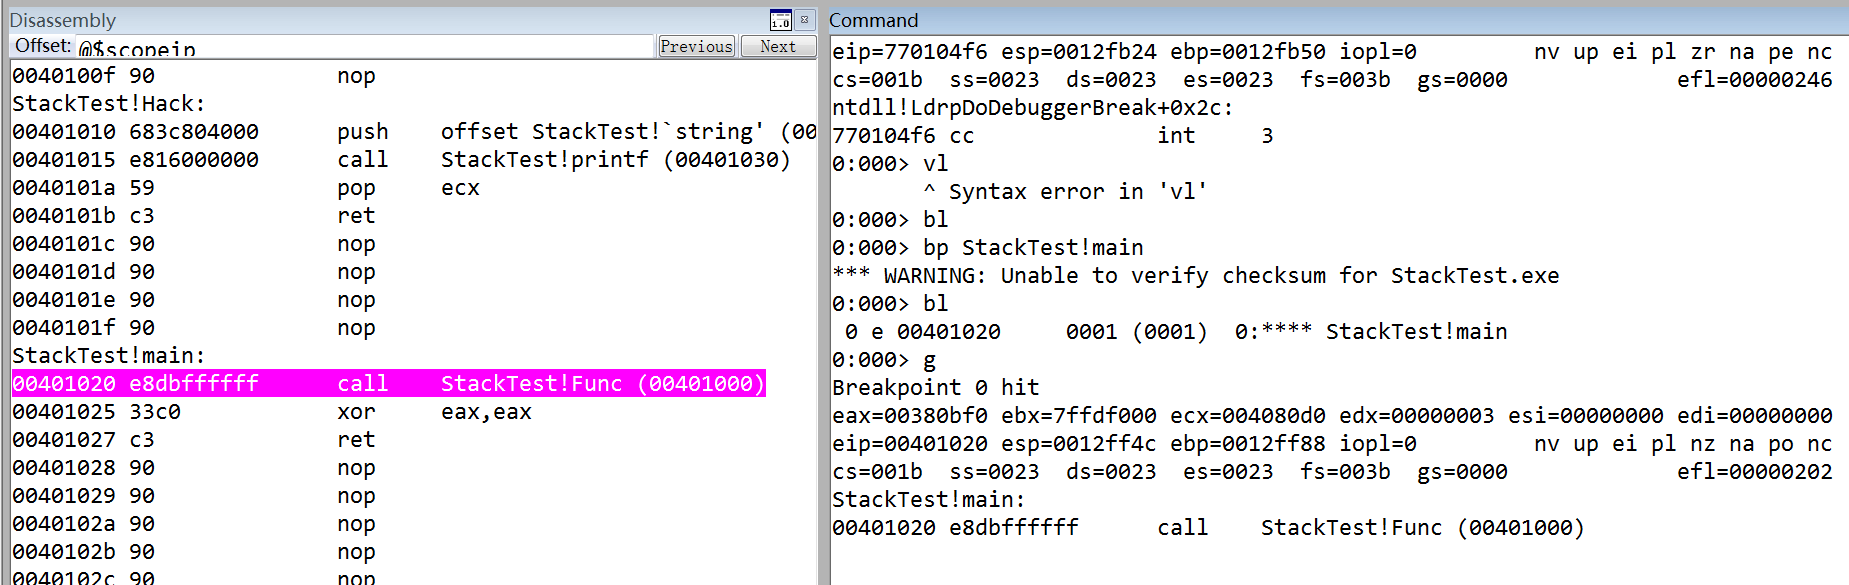 Disassembly
Offset: @$scopeip
Previous Next
0040100f 90 nop
StackTest!Hack:
00401010 683c804000 push offset StackTest!`string' (00
00401015 e816000000 call StackTest!printf (00401030)
0040101a 59 pop ecx
0040101b c3 ret
0040101c 90 nop
0040101d 90 nop
0040101e 90 nop
0040101f 90 nop
StackTest!main:
00401020 e8dbffffff call StackTest!Func (00401000)
00401025 33c0 xor eax,eax
00401027 c3 ret
00401028 90 nop
00401029 90 nop
0040102a 90 nop
0040102b 90 nop
0040102c 90 nop
Command
eip=770104f6 esp=0012fb24 ebp=0012fb50 iopl=0 nv up ei pl zr na pe nc
cs=001b ss=0023 ds=0023 es=0023 fs=003b gs=0000 efl=00000246
ntdll!LdrpDoDebuggerBreak+0x2c:
770104f6 cc int 3
0:000> vl
^ Syntax error in 'vl'
0:000> bl
0:000> bp StackTest!main
*** WARNING: Unable to verify checksum for StackTest.exe
0:000> bl
0 e 00401020 0001 (0001) 0:**** StackTest!main
0:000> g
Breakpoint 0 hit
eax=00380bf0 ebx=7ffdf000 ecx=004080d0 edx=00000003 esi=00000000 edi=00000000
eip=00401020 esp=0012ff4c ebp=0012ff88 iopl=0 nv up ei pl nz na po nc
cs=001b ss=0023 ds=0023 es=0023 fs=003b gs=0000 efl=00000202
StackTest!main:
00401020 e8dbffffff call StackTest!Func (00401000)